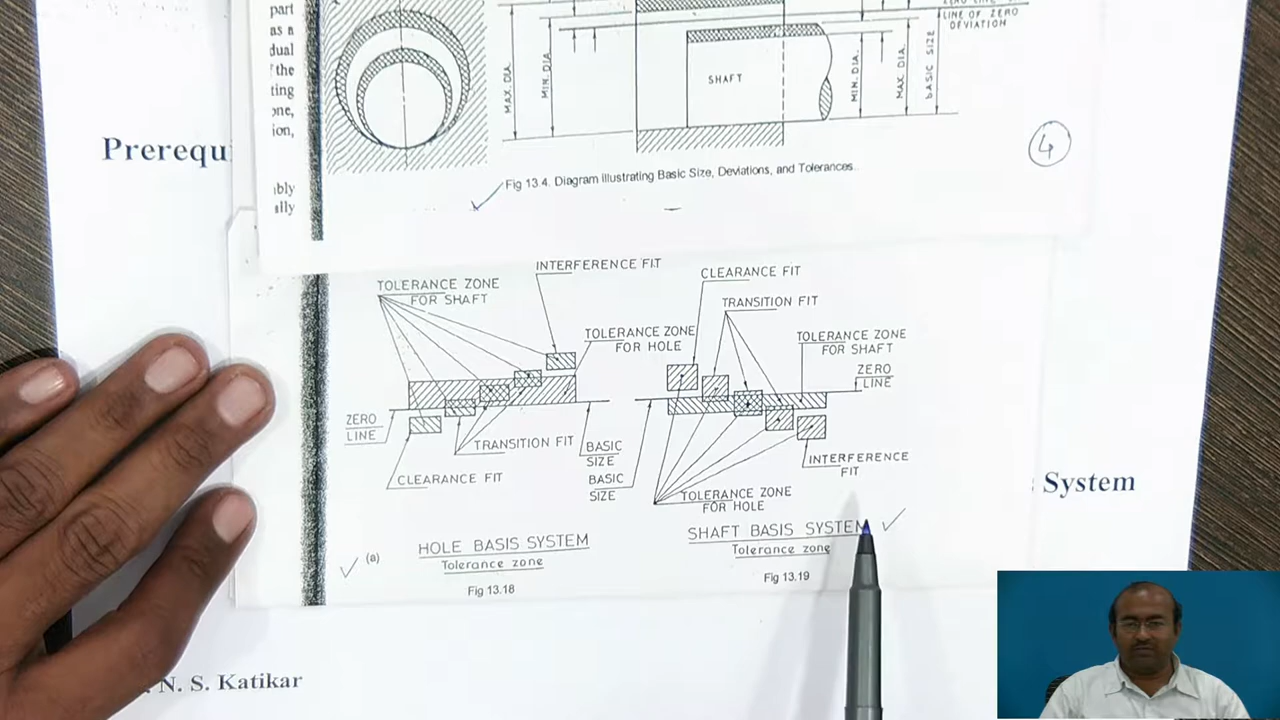 part
as a
dual
f the
ting
one,
ion,
ably
ally
Prerequi
MAX. DIA.
MIN. DIA
SHAFT
MIN. DIA.
MAX. DIA.
BASIC SIZE
LINE OF ZERO
DEVIATION
4
Fig 13.4. Diagram illustrating Basic Size, Deviations, and Tolerances.
TOLERANCE ZONE
FOR SHAFT
INTERFERENCE FIT
TOLERANCE ZONE
FOR HOLE
ZERO
LINE
TRANSITION FIT
BASIC
SIZE
CLEARANCE FIT
(a)
HOLE BASIS SYSTEM
Tolerance zone
Fig 13.18
CLEARANCE FIT
TRANSITION FIT
TOLERANCE ZONE
FOR SHAFT
ZERO
LINE
BASIC
SIZE
INTERFERENCE
FIT
TOLERANCE ZONE
FOR HOLE
SHAFT BASIS SYSTEM
Tolerance zone
Fig 13.19
System
N. S. Katikar